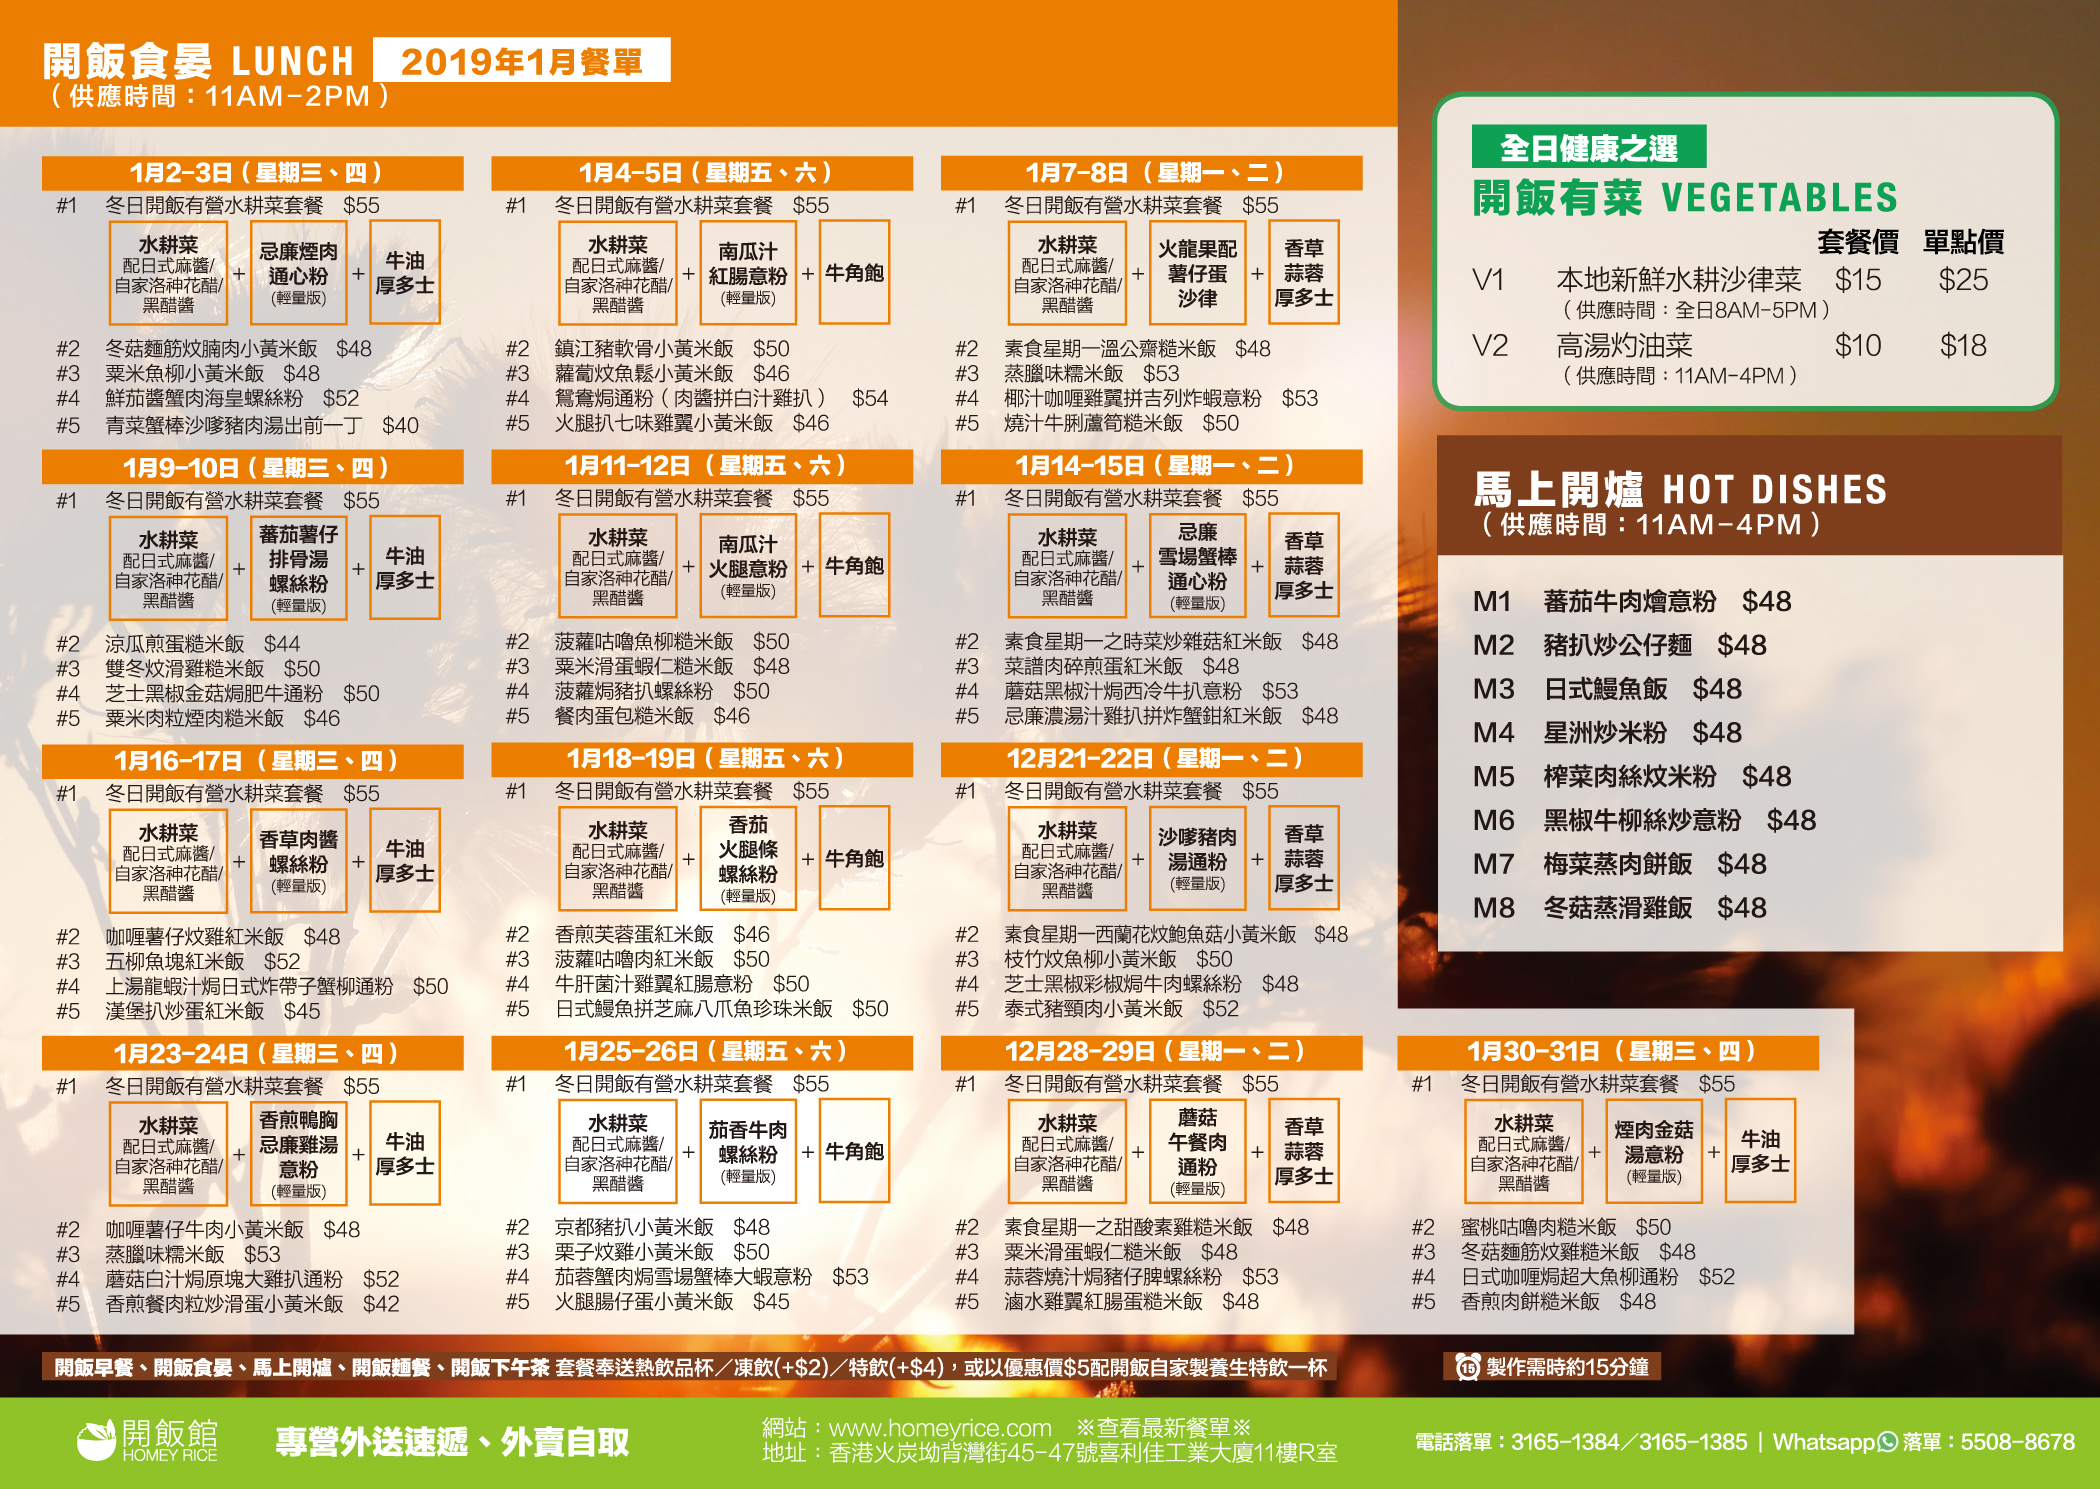 開飯食晏 LUNCH 2019年1月餐單
（供應時間：11AM-2PM）
1月2-3日（星期三、四）
#1 冬日開飯有營水耕菜套餐 $55
水耕菜
配日式麻醬/
自家洛神花醋/
黑醋醬
+
忌廉煙肉
通心粉
(輕量版)
+
牛油
厚多士
#2 冬菇麵筋炆腩肉小黃米飯 $48
#3 粟米魚柳小黃米飯 $48
#4 鮮茄醬蟹肉海皇螺絲粉 $52
#5 青菜蟹棒沙嗲豬肉湯出前一丁 $40
1月4-5日（星期五、六）
#1 冬日開飯有營水耕菜套餐 $55
水耕菜
配日式麻醬/
自家洛神花醋/
黑醋醬
+
南瓜汁
紅腸意粉
(輕量版)
+
牛角飽
#2 鎮江豬軟骨小黃米飯 $50
#3 蘿蔔炆魚鬆小黃米飯 $46
#4 鴛鴦焗通粉（肉醬拼白汁雞扒） $54
#5 火腿扒七味雞翼小黃米飯 $46
1月7-8日（星期一、二）
#1 冬日開飯有營水耕菜套餐 $55
水耕菜
配日式麻醬/
自家洛神花醋/
黑醋醬
+
火龍果配
薯仔蛋
沙律
+
香草
蒜蓉
厚多士
#2 素食星期一溫公齋糙米飯 $48
#3 蒸臘味糯米飯 $53
#4 椰汁咖喱雞翼拼吉列炸蝦意粉 $53
#5 燒汁牛脷蘆筍糙米飯 $50
1月9-10日（星期三、四）
#1 冬日開飯有營水耕菜套餐 $55
水耕菜
配日式麻醬/
自家洛神花醋/
黑醋醬
+
蕃茄薯仔
排骨湯
螺絲粉
(輕量版)
+
牛油
厚多士
#2 涼瓜煎蛋糙米飯 $44
#3 雙冬炆滑雞糙米飯 $50
#4 芝士黑椒金菇焗肥牛通粉 $50
#5 粟米肉粒煙肉糙米飯 $46
1月11-12日（星期五、六）
#1 冬日開飯有營水耕菜套餐 $55
水耕菜
配日式麻醬/
自家洛神花醋/
黑醋醬
+
南瓜汁
火腿意粉
(輕量版)
+
牛角飽
#2 菠蘿咕嚕魚柳糙米飯 $50
#3 粟米滑蛋蝦仁糙米飯 $48
#4 菠蘿焗豬扒螺絲粉 $50
#5 餐肉蛋包糙米飯 $46
1月14-15日（星期一、二）
#1 冬日開飯有營水耕菜套餐 $55
水耕菜
配日式麻醬/
自家洛神花醋/
黑醋醬
+
忌廉
雪場蟹棒
通心粉
(輕量版)
+
香草
蒜蓉
厚多士
#2 素食星期一之時菜炒雜菇紅米飯 $48
#3 菜譜肉碎煎蛋紅米飯 $48
#4 蘑菇黑椒汁焗西冷牛扒意粉 $53
#5 忌廉濃湯汁雞扒拼炸蟹鉗紅米飯 $48
1月16-17日（星期三、四）
#1 冬日開飯有營水耕菜套餐 $55
水耕菜
配日式麻醬/
自家洛神花醋/
黑醋醬
+
香草肉醬
螺絲粉
(輕量版)
+
牛油
厚多士
#2 咖喱薯仔炆雞紅米飯 $48
#3 五柳魚塊紅米飯 $52
#4 上湯龍蝦汁焗日式炸帶子蟹柳通粉 $50
#5 漢堡扒炒蛋紅米飯 $45
1月18-19日（星期五、六）
#1 冬日開飯有營水耕菜套餐 $55
水耕菜
配日式麻醬/
自家洛神花醋/
黑醋醬
+
香茄
火腿條
螺絲粉
(輕量版)
+
牛角飽
#2 香煎芙蓉蛋紅米飯 $46
#3 菠蘿咕嚕肉紅米飯 $50
#4 牛肝菌汁雞翼紅腸意粉 $50
#5 日式鰻魚拼芝麻八爪魚珍珠米飯 $50
12月21-22日（星期一、二）
#1 冬日開飯有營水耕菜套餐 $55
水耕菜
配日式麻醬/
自家洛神花醋/
黑醋醬
+
沙嗲豬肉
湯通粉
(輕量版)
+
香草
蒜蓉
厚多士
#2 素食星期一西蘭花炆鮑魚菇小黃米飯 $48
#3 枝竹炆魚柳小黃米飯 $50
#4 芝士黑椒彩椒焗牛肉螺絲粉 $48
#5 泰式豬頸肉小黃米飯 $52
1月23-24日（星期三、四）
#1 冬日開飯有營水耕菜套餐 $55
水耕菜
配日式麻醬/
自家洛神花醋/
黑醋醬
+
香煎鴨胸
忌廉雞湯
意粉
(輕量版)
+
牛油
厚多士
#2 咖喱薯仔牛肉小黃米飯 $48
#3 蒸臘味糯米飯 $53
#4 蘑菇白汁焗原塊大雞扒通粉 $52
#5 香煎餐肉粒炒滑蛋小黃米飯 $42
1月25-26日（星期五、六）
#1 冬日開飯有營水耕菜套餐 $55
水耕菜
配日式麻醬/
自家洛神花醋/
黑醋醬
+
茄香牛肉
螺絲粉
(輕量版)
+
牛角飽
#2 京都豬扒小黃米飯 $48
#3 栗子炆雞小黃米飯 $50
#4 茄蓉蟹肉焗雪場蟹棒大蝦意粉 $53
#5 火腿腸仔蛋小黃米飯 $45
12月28-29日（星期一、二）
#1 冬日開飯有營水耕菜套餐 $55
水耕菜
配日式麻醬/
自家洛神花醋/
黑醋醬
+
蘑菇
午餐肉
通粉
(輕量版)
+
香草
蒜蓉
厚多士
#2 素食星期一之甜酸素雞糙米飯 $48
#3 粟米滑蛋蝦仁糙米飯 $48
#4 蒜蓉燒汁焗豬仔脾螺絲粉 $53
#5 滷水雞翼紅腸蛋糙米飯 $48
1月30-31日（星期三、四）
#1 冬日開飯有營水耕菜套餐 $55
水耕菜
配日式麻醬/
自家洛神花醋/
黑醋醬
+
煙肉金菇
湯意粉
(輕量版)
+
牛油
厚多士
#2 蜜桃咕嚕肉糙米飯 $50
#3 冬菇麵筋炆雞糙米飯 $48
#4 日式咖喱焗超大魚柳通粉 $52
#5 香煎肉餅糙米飯 $48
全日健康之選
開飯有菜 VEGETABLES
套餐價 單點價
V1 本地新鮮水耕沙律菜 $15 $25
（供應時間：全日8AM-5PM）
V2 高湯灼油菜 $10 $18
（供應時間：11AM-4PM）
馬上開爐 HOT DISHES
（供應時間：11AM-4PM）
M1 蕃茄牛肉燴意粉 $48
M2 豬扒炒公仔麵 $48
M3 日式鰻魚飯 $48
M4 星洲炒米粉 $48
M5 榨菜肉絲炆米粉 $48
M6 黑椒牛柳絲炒意粉 $48
M7 梅菜蒸肉餅飯 $48
M8 冬菇蒸滑雞飯 $48
開飯早餐、開飯食晏、馬上開爐、開飯麵餐、開飯下午茶 套餐奉送熱飲品杯／凍飲(+$2)／特飲(+$4)，或以優惠價$5配開飯自家製養生特飲一杯
15 製作需時約15分鐘
開飯館
HOMEY RICE
專營外送速遞、外賣自取
網站：www.homeyrice.com ※查看最新餐單※
地址：香港火炭坳背灣街45-47號喜利佳工業大廈11樓R室
電話落單：3165-1384／3165-1385 | Whatsapp落單：5508-8678